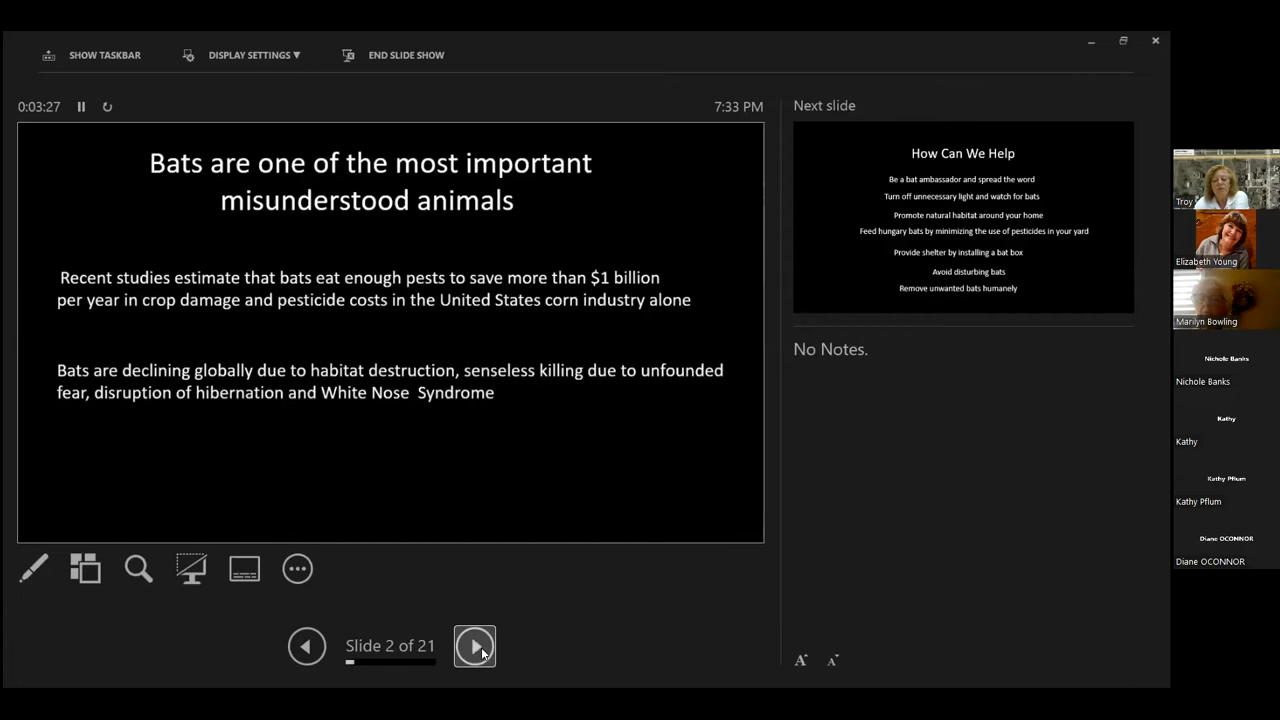 SHOW TASKBAR
DISPLAY SETTINGS ▼
END SLIDE SHOW
0:03:27
7:33 PM
Bats are one of the most important
misunderstood animals
Recent studies estimate that bats eat enough pests to save more than $1 billion
per year in crop damage and pesticide costs in the United States corn industry alone
Bats are declining globally due to habitat destruction, senseless killing due to unfounded
fear, disruption of hibernation and White Nose  Syndrome
Slide 2 of 21
Next slide
How Can We Help
Be a bat ambassador and spread the word
Turn off unnecessary light and watch for bats
Promote natural habitat around your home
Feed hungry bats by minimizing the use of pesticides in your yard
Provide shelter by installing a bat box
Avoid disturbing bats
Remove unwanted bats humanely
No Notes.
A
A
Troy
Elizabeth Young
Marilyn Bowling
Nichole Banks
Nichole Banks
Kathy
Kathy
Kathy Pflum
Kathy Pflum
Diane OCONNOR
Diane OCONNOR